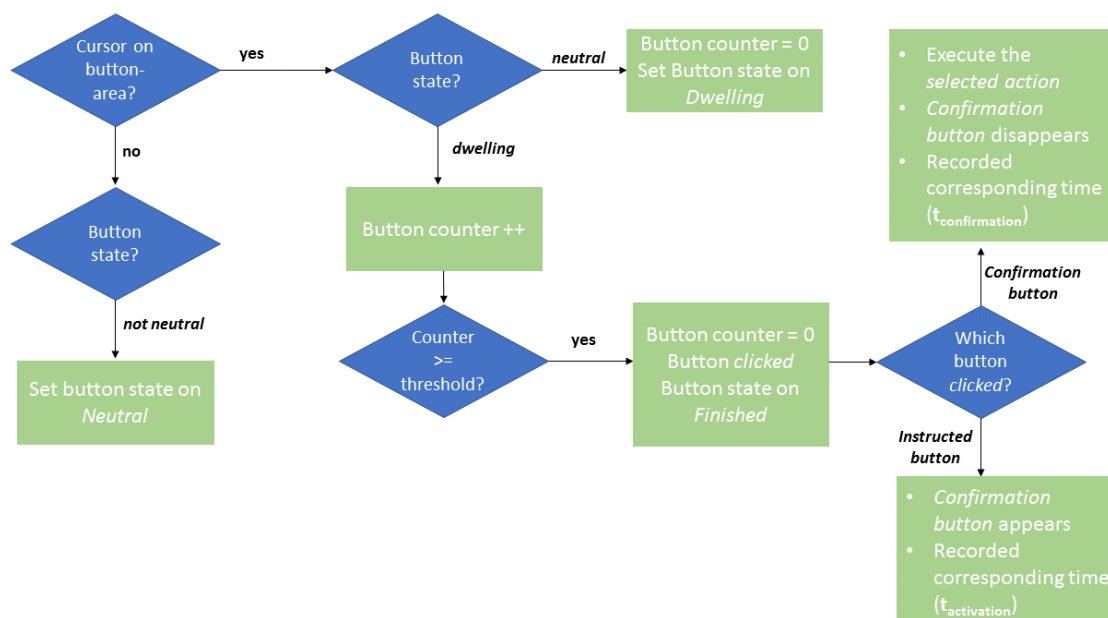 Cursor on
button-
area?
yes
Button
state?
neutral
Button counter = 0
Set Button state on
Dwelling
• Execute the
selected action
• Confirmation
button disappears
• Recorded
corresponding time
(tconfirmation)
no
dwelling
Button
state?
Button counter ++
Confirmation
button
not neutral
Set button state on
Neutral
Counter
>=
threshold?
yes
Button counter = 0
Button clicked
Button state on
Finished
Which
button
clicked?
Instructed
button
• Confirmation
button appears
• Recorded
corresponding time
(tactivation)